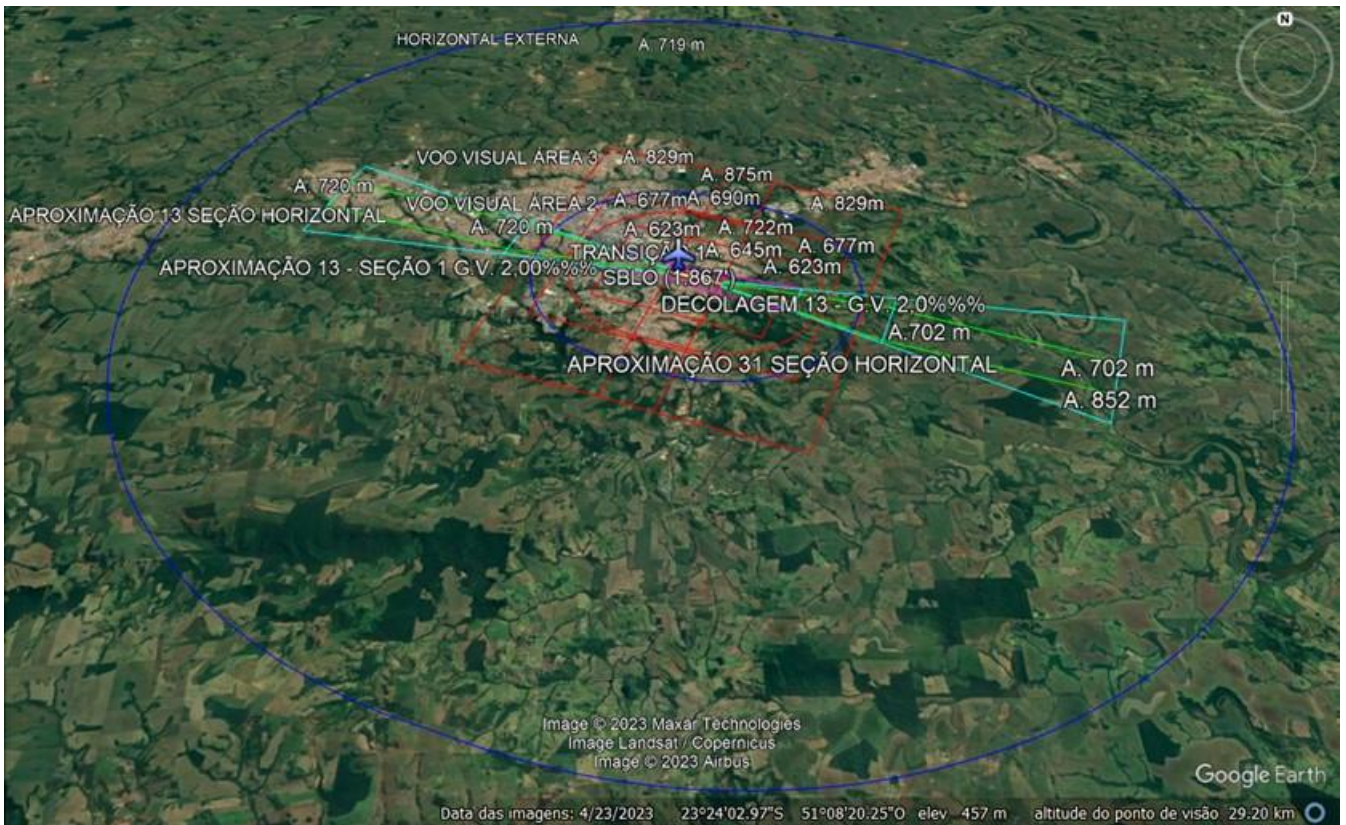 N
HORIZONTAL EXTERNA
A. 719 m
VOO VISUAL ÁREA 3
A. 829m
A. 875m
A. 720 m
VOO VISUAL ÁREA 2
A. 677m
A. 690m
A. 829m
APROXIMAÇÃO 13 SEÇÃO HORIZONTAL
A. 720 m
A. 623m
A. 722m
TRANSIÇÃO 1
A. 645m
A. 677m
APROXIMAÇÃO 13 - SEÇÃO 1 G.V. 2,00%%%
SBLO (1.867')
A. 623m
DECOLAGEM 13 - G.V. 2.0%%%
A.702 m
APROXIMAÇÃO 31 SEÇÃO HORIZONTAL
A. 702 m
A. 852 m
Image © 2023 Maxar Technologies
Image Landsat / Copernicus
Image © 2023 Airbus
Google Earth
Data das imagens: 4/23/2023 23°24'02.97"S 51°08'20.25"O elev 457 m altitude do ponto de visão 29.20 km